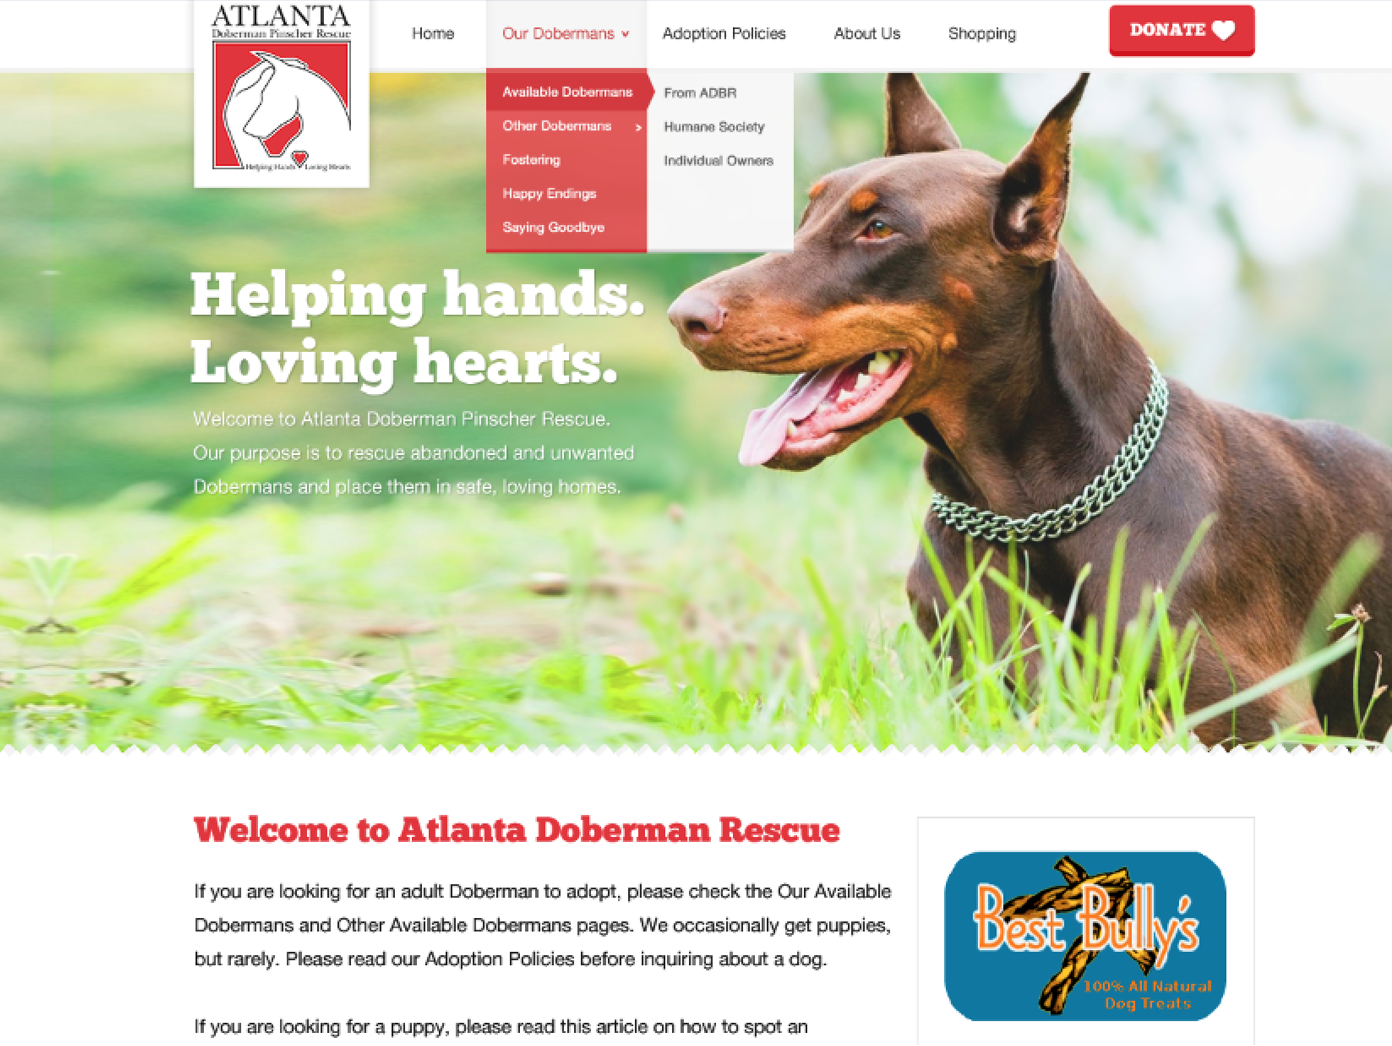 ATLANTA
Doberman Pinscher Rescue
Helping Hands Loving Hearts
Home
Our Dobermans
Adoption Policies
About Us
Shopping
DONATE
Available Dobermans
Other Dobermans
Fostering
Happy Endings
Saying Goodbye
From ADBR
Humane Society
Individual Owners
Helping hands.
Loving hearts.
Welcome to Atlanta Doberman Pinscher Rescue.
Our purpose is to rescue abandoned and unwanted
Dobermans and place them in safe, loving homes.
Welcome to Atlanta Doberman Rescue
If you are looking for an adult Doberman to adopt, please check the Our Available
Dobermans and Other Available Dobermans pages. We occasionally get puppies,
but rarely. Please read our Adoption Policies before inquiring about a dog.
If you are looking for a puppy, please read this article on how to spot an
Best Bully's
100% All Natural
Dog Treats